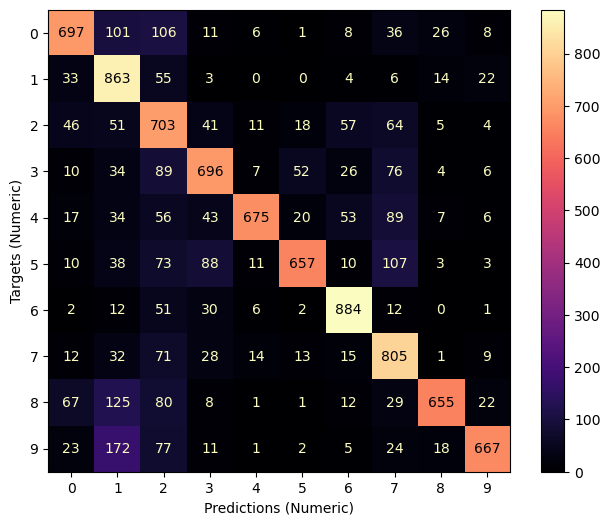 0 697 101 106 11 6 1 8 36 26 8
1 33 863 55 3 0 0 4 6 14 22
2 46 51 703 41 11 18 57 64 5 4
3 10 34 89 696 7 52 26 76 4 6
4 17 34 56 43 675 20 53 89 7 6
5 10 38 73 88 11 657 10 107 3 3
6 2 12 51 30 6 2 884 12 0 1
7 12 32 71 28 14 13 15 805 1 9
8 67 125 80 8 1 1 12 29 655 22
9 23 172 77 11 1 2 5 24 18 667
0 1 2 3 4 5 6 7 8 9
Predictions (Numeric)
Targets (Numeric)
800
700
600
500
400
300
200
100
0